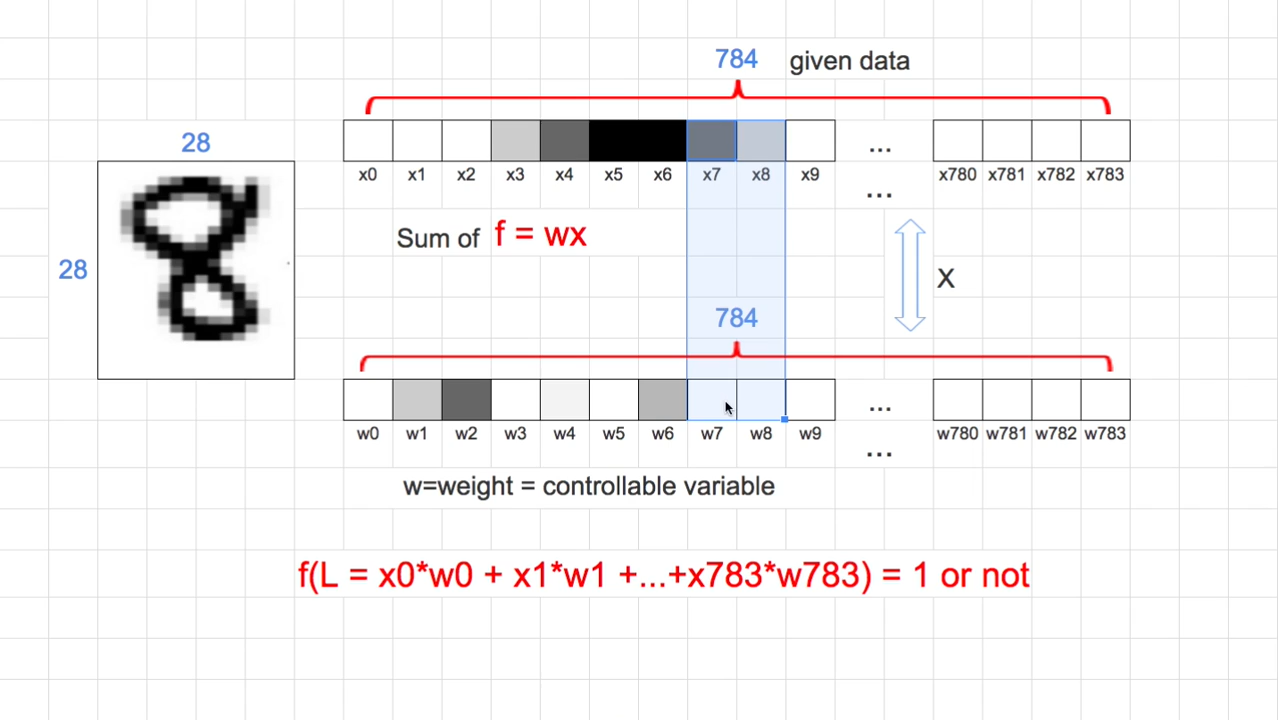 784 given data
28
x0 x1 x2 x3 x4 x5 x6 x7 x8 x9 ... x780 x781 x782 x783
...
Sum of f = wx
28
X
784
...
w0 w1 w2 w3 w4 w5 w6 w7 w8 w9 w780 w781 w782 w783
...
w=weight = controllable variable
f(L = x0*w0 + x1*w1 +...+x783*w783) = 1 or not